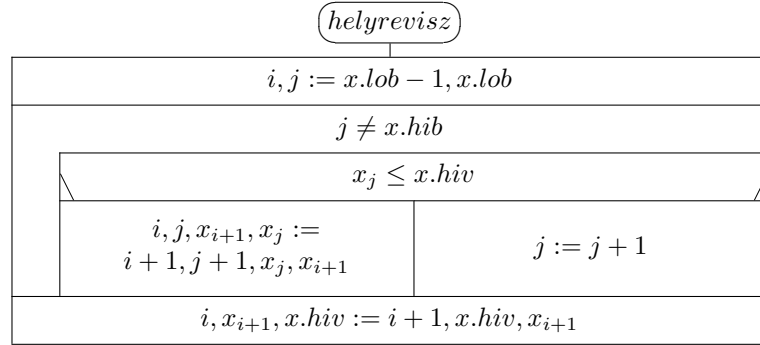 helyrevisz
i, j := x.lob − 1, x.lob
j ≠ x.hib
x_j ≤ x.hiv
i, j, x_{i+1}, x_j :=
i + 1, j + 1, x_j, x_{i+1}
j := j + 1
i, x_{i+1}, x.hiv := i + 1, x.hiv, x_{i+1}